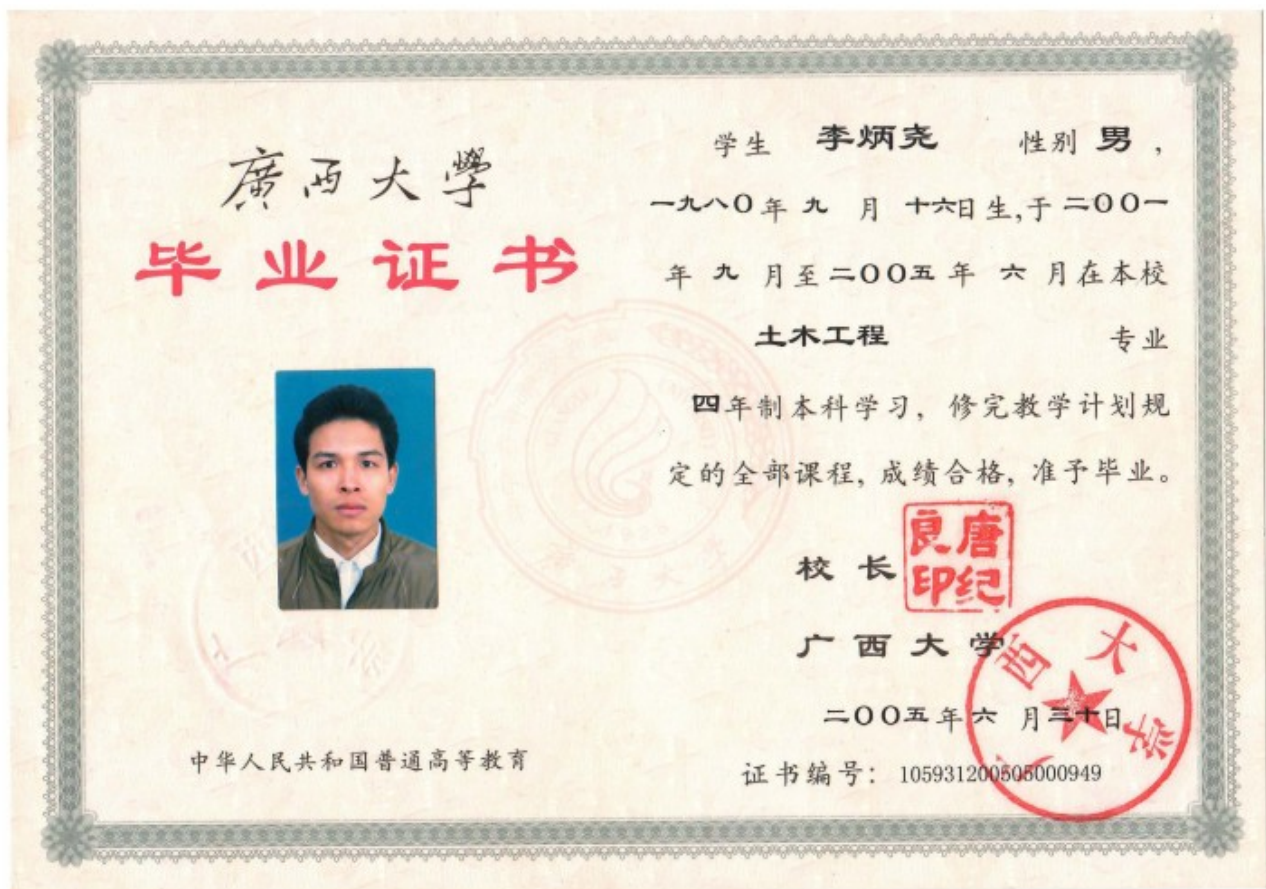 廣西大學
毕业证书
中华人民共和国普通高等教育
学生 李炳尧 性别 男，
一九八〇年 九 月 十六日生,于二〇〇一
年 九 月至二〇〇五年 六 月在本校
土木工程 专业
四年制本科学习，修完教学计划规
定的全部课程，成绩合格，准予毕业。
校 长
唐纪良印
广西大学
二〇〇五年六 月三十日
证书编号：105931200505000949
广西大学